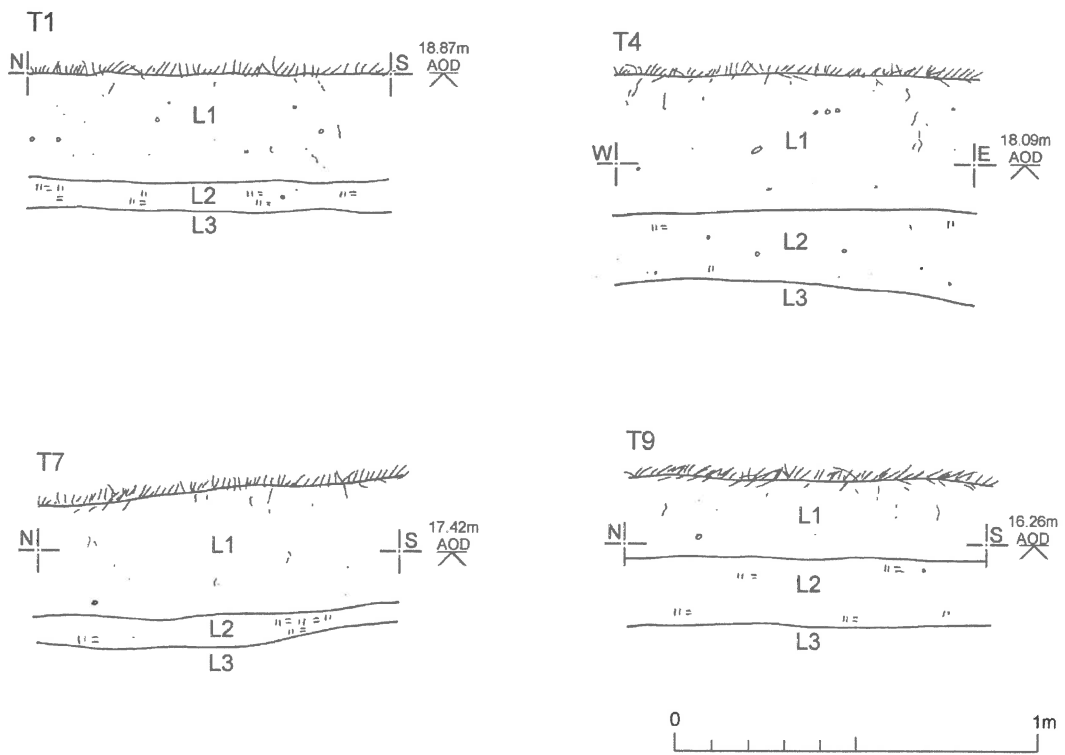 T1
N
S
18.87m
AOD
L1
L2
L3
T4
W
E
18.09m
AOD
L1
L2
L3
T7
N
S
17.42m
AOD
L1
L2
L3
T9
N
S
16.26m
AOD
L1
L2
L3
0
1m